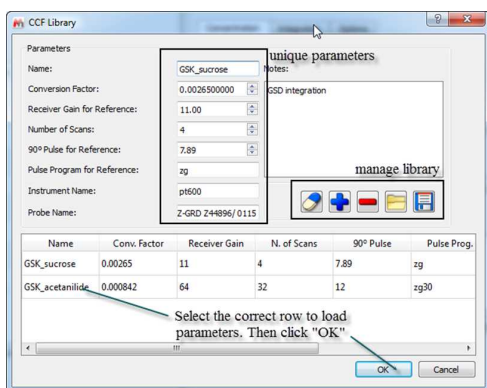 CCF Library
Parameters
unique parameters
Name: GSK_sucrose Notes:
Conversion Factor: 0.0026500000 GSD integration
Receiver Gain for Reference: 11.00
Number of Scans: 4
90º Pulse for Reference: 7.89
Pulse Program for Reference: zg manage library
Instrument Name: pt600
Probe Name: Z-GRD Z44896/ 0115
Name Conv. Factor Receiver Gain N. of Scans 90º Pulse Pulse Prog.
GSK_sucrose 0.00265 11 4 7.89 zg
GSK_acetanilide 0.000842 64 32 12 zg30
Select the correct row to load
parameters. Then click "OK"
OK Cancel